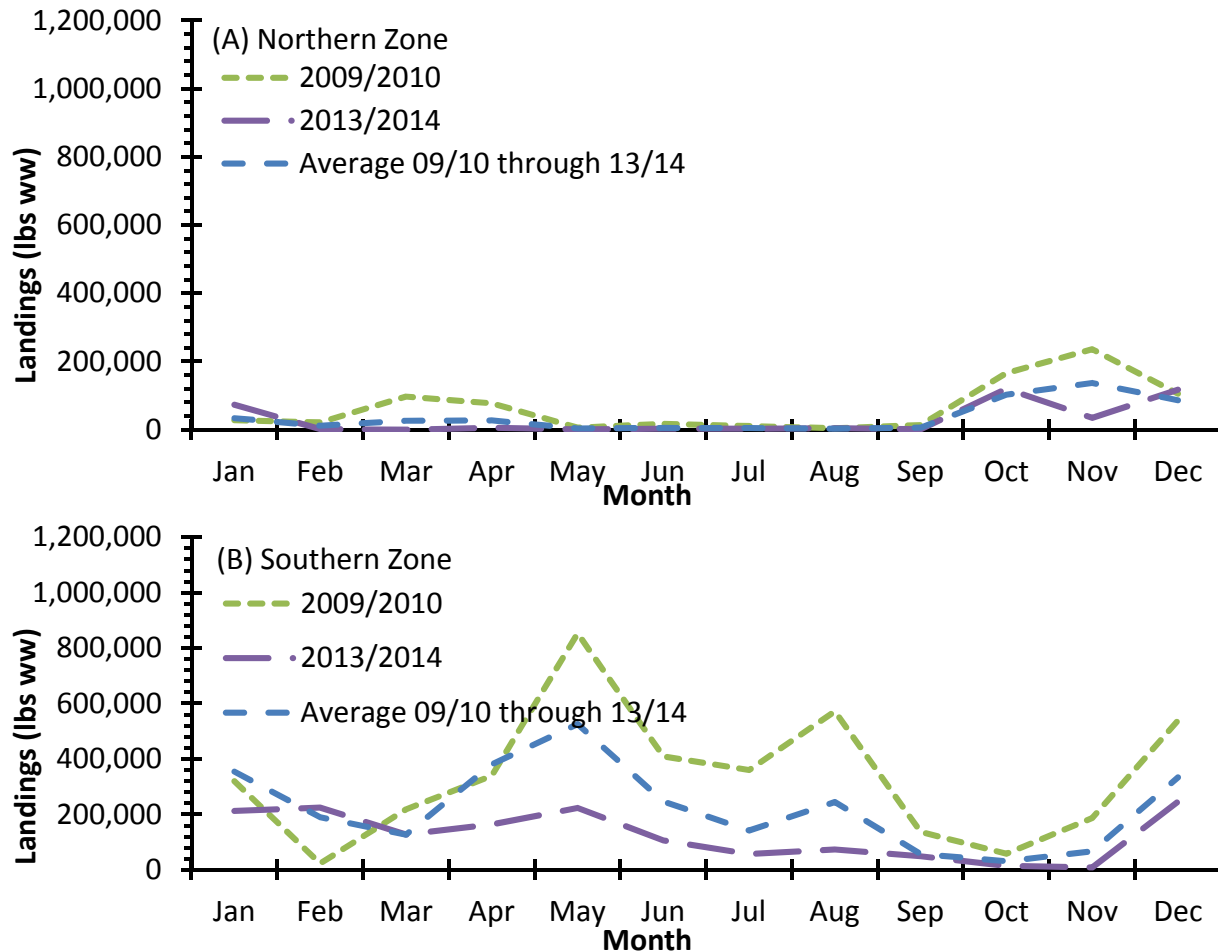 1,200,000
(A) Northern Zone
1,000,000
2009/2010
2013/2014
800,000
Average 09/10 through 13/14
600,000
400,000
200,000
0
Landings (lbs ww)
Jan Feb Mar Apr May Jun Jul Aug Sep Oct Nov Dec
Month
1,200,000
(B) Southern Zone
1,000,000
2009/2010
800,000
2013/2014
600,000
Average 09/10 through 13/14
400,000
200,000
0
Landings (lbs ww)
Jan Feb Mar Apr May Jun Jul Aug Sep Oct Nov Dec
Month